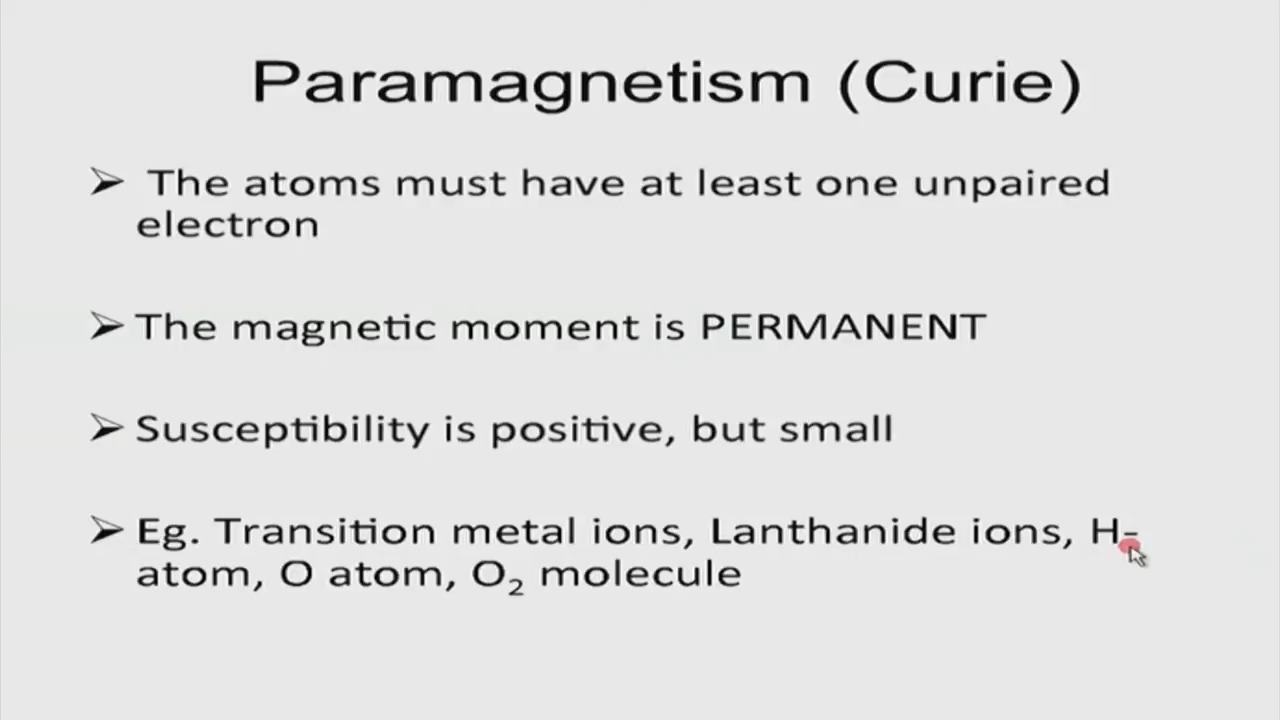 Paramagnetism (Curie)
➢ The atoms must have at least one unpaired
electron
➢ The magnetic moment is PERMANENT
➢ Susceptibility is positive, but small
➢ Eg. Transition metal ions, Lanthanide ions, H-
atom, O atom, O₂ molecule